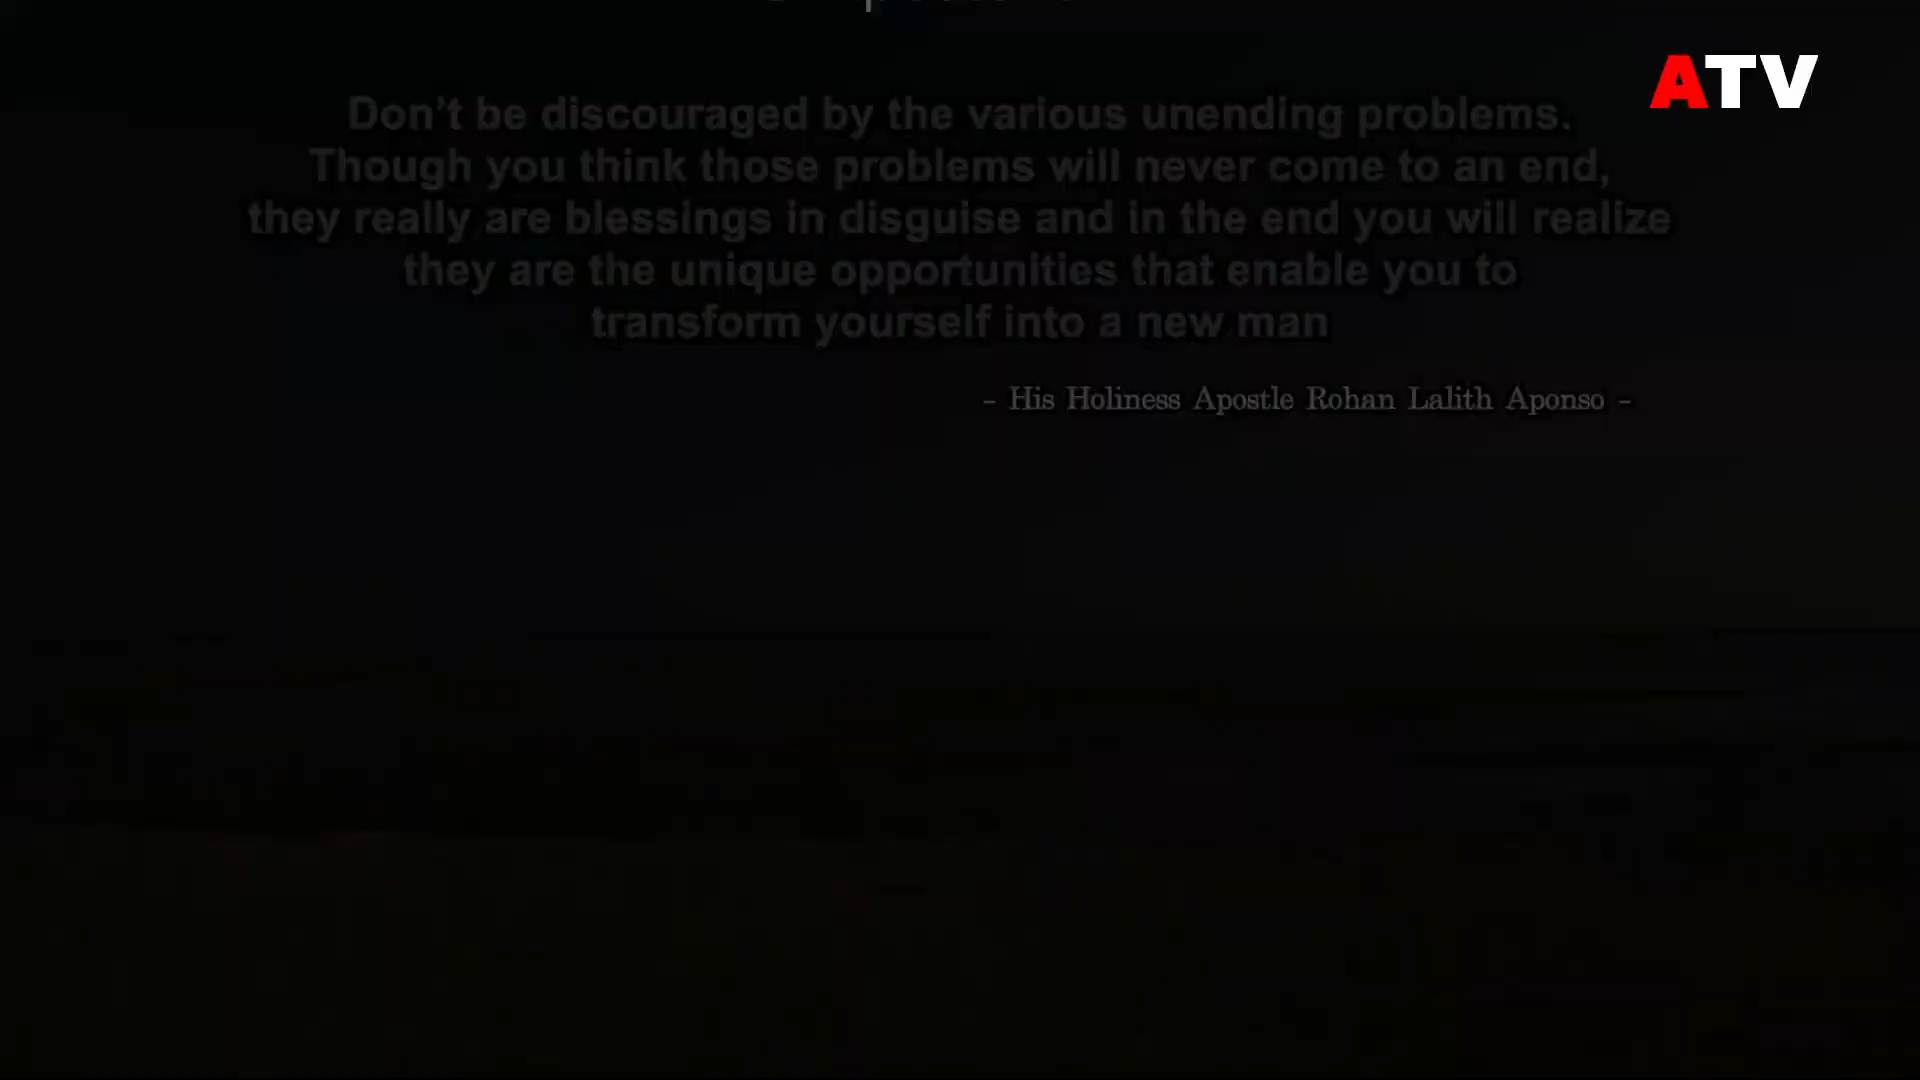 ATV
Don’t be discouraged by the various unending problems.
Though you think those problems will never come to an end,
they really are blessings in disguise and in the end you will realize
they are the unique opportunities that enable you to
transform yourself into a new man
– His Holiness Apostle Rohan Lalith Aponso –